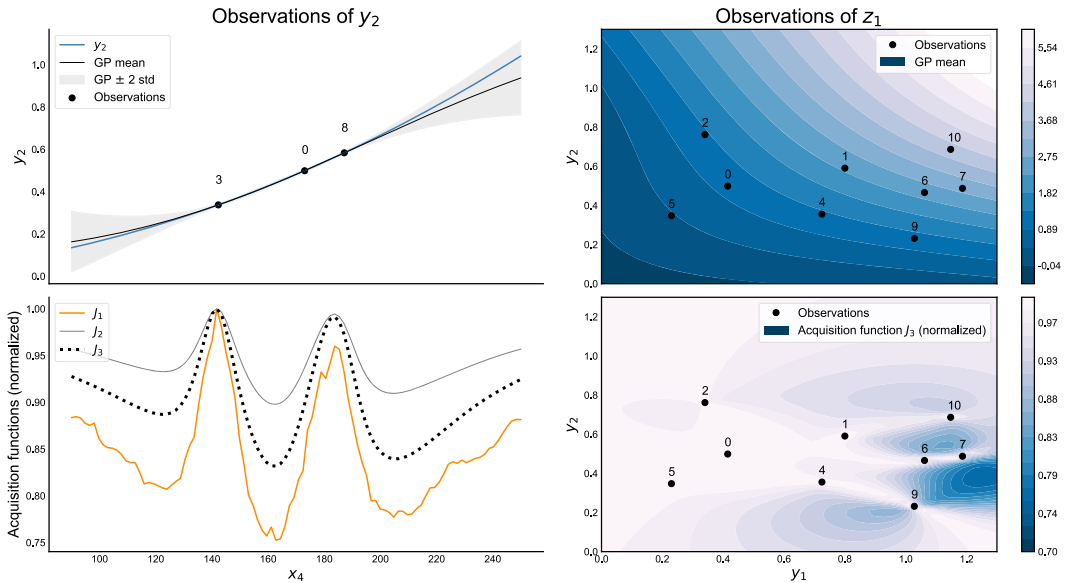 Observations of y₂
y₂
GP mean
GP ± 2 std
Observations
3
0
8
1.0
0.8
0.6
0.4
0.2
0.0
y₂
Observations of z₁
Observations
GP mean
2
0
5
1
4
6
7
10
9
1.2
1.0
0.8
0.6
0.4
0.2
0.0
y₂
5.54
4.61
3.68
2.75
1.82
0.89
-0.04
J₁
J₂
J₃
1.00
0.95
0.90
0.85
0.80
0.75
Acquisition functions (normalized)
100 120 140 160 180 200 220 240
x₄
Observations
Acquisition function J₃ (normalized)
2
0
5
1
4
6
7
10
9
1.2
1.0
0.8
0.6
0.4
0.2
0.0
y₂
0.0 0.2 0.4 0.6 0.8 1.0 1.2
y₁
0.97
0.93
0.88
0.83
0.79
0.74
0.70